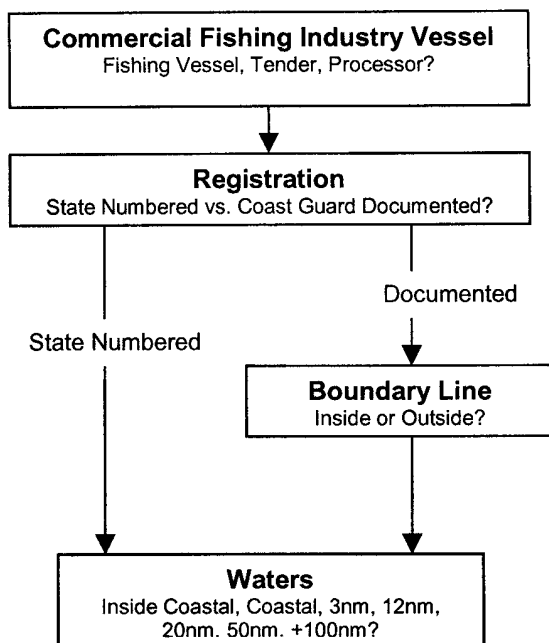 Commercial Fishing Industry Vessel
Fishing Vessel, Tender, Processor?
Registration
State Numbered vs. Coast Guard Documented?
Documented
State Numbered
Boundary Line
Inside or Outside?
Waters
Inside Coastal, Coastal, 3nm, 12nm,
20nm. 50nm. +100nm?